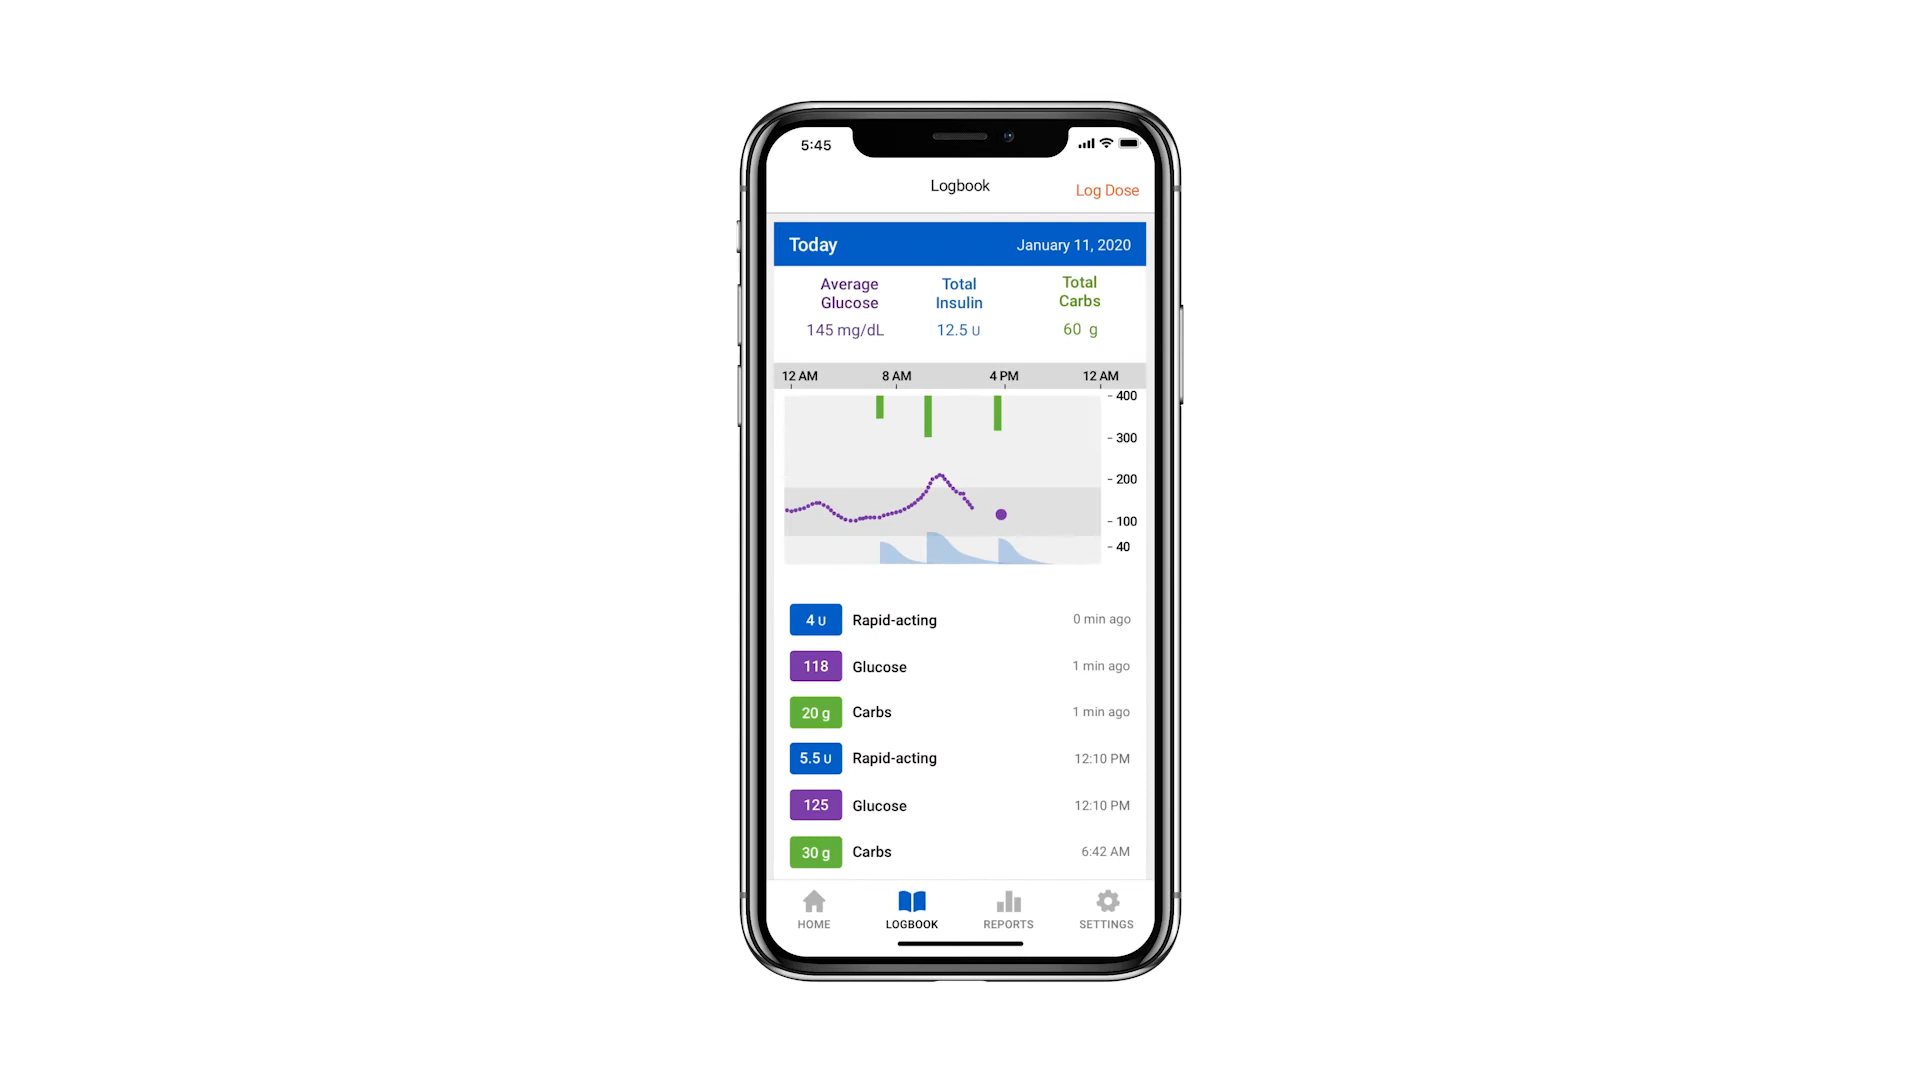 5:45
Logbook
Log Dose
Today
January 11, 2020
Average
Glucose
145 mg/dL
Total
Insulin
12.5 U
Total
Carbs
60 g
12 AM 8 AM 4 PM 12 AM
400
300
200
100
40
4 U Rapid-acting 0 min ago
118 Glucose 1 min ago
20 g Carbs 1 min ago
5.5 U Rapid-acting 12:10 PM
125 Glucose 12:10 PM
30 g Carbs 6:42 AM
HOME LOGBOOK REPORTS SETTINGS